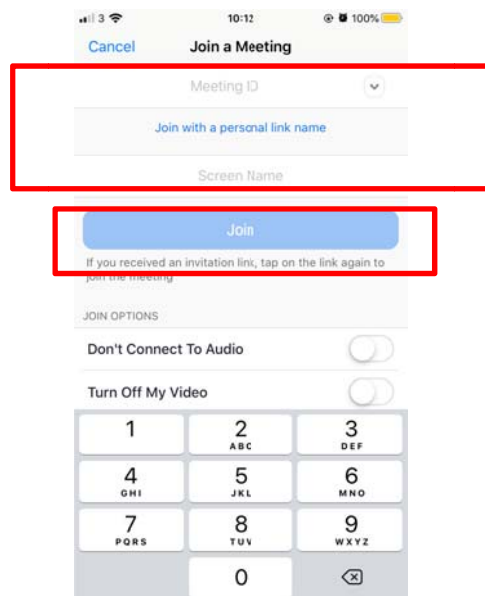 3 10:12 100%
Cancel Join a Meeting
Meeting ID
Join with a personal link name
Screen Name
Join
If you received an invitation link, tap on the link again to
join the meeting
JOIN OPTIONS
Don't Connect To Audio
Turn Off My Video
1 2 3
ABC DEF
4 5 6
GHI JKL MNO
7 8 9
PQRS TUV WXYZ
0